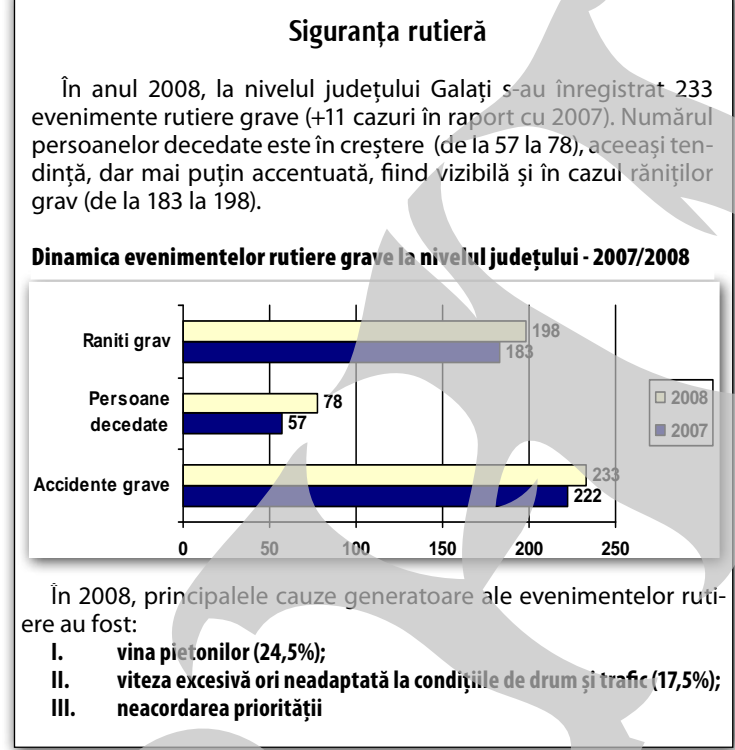 Siguranța rutieră
În anul 2008, la nivelul județului Galați s-au înregistrat 233
evenimente rutiere grave (+11 cazuri în raport cu 2007). Numărul
persoanelor decedate este în creștere (de la 57 la 78), aceeași ten-
dință, dar mai puțin accentuată, fiind vizibilă și în cazul răniților
grav (de la 183 la 198).
Dinamica evenimentelor rutiere grave la nivelul județului - 2007/2008
Raniti grav
198
183
Persoane
decedate
78
57
2008
2007
Accidente grave
233
222
0 50 100 150 200 250
În 2008, principalele cauze generatoare ale evenimentelor ruti-
ere au fost:
I. vina pietonilor (24,5%);
II. viteza excesivă ori neadaptată la condițiile de drum și trafic (17,5%);
III. neacordarea priorității